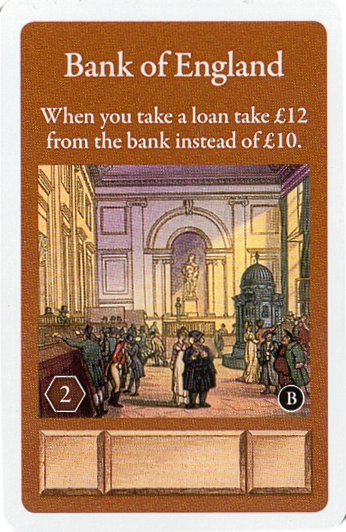 Bank of England
When you take a loan take £12
from the bank instead of £10.
2
B